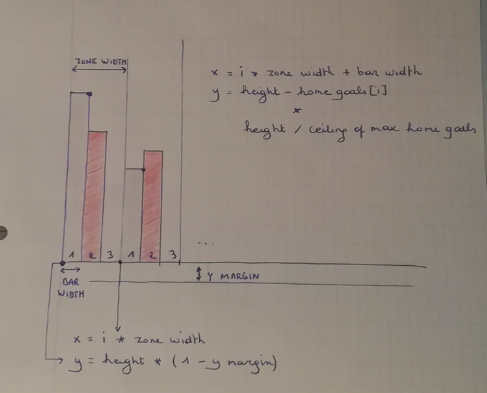 ZONE WIDTH
x = i * zone width + bar width
y = height - home goals [i]
*
height / ceiling of max home goals
1 2 3 1 2 3
...
BAR
WIDTH
Y MARGIN
x = i * zone width
y = height * (1 - y margin)